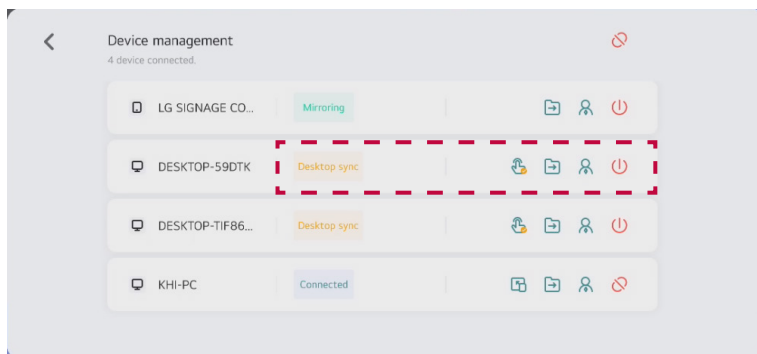 Device management
4 device connected.
LG SIGNAGE CO... Mirroring
DESKTOP-59DTK Desktop sync
DESKTOP-TIF86... Desktop sync
KHI-PC Connected